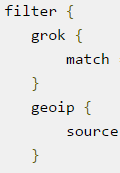 filter {
    grok {
        match
    }
    geoip {
        source
    }